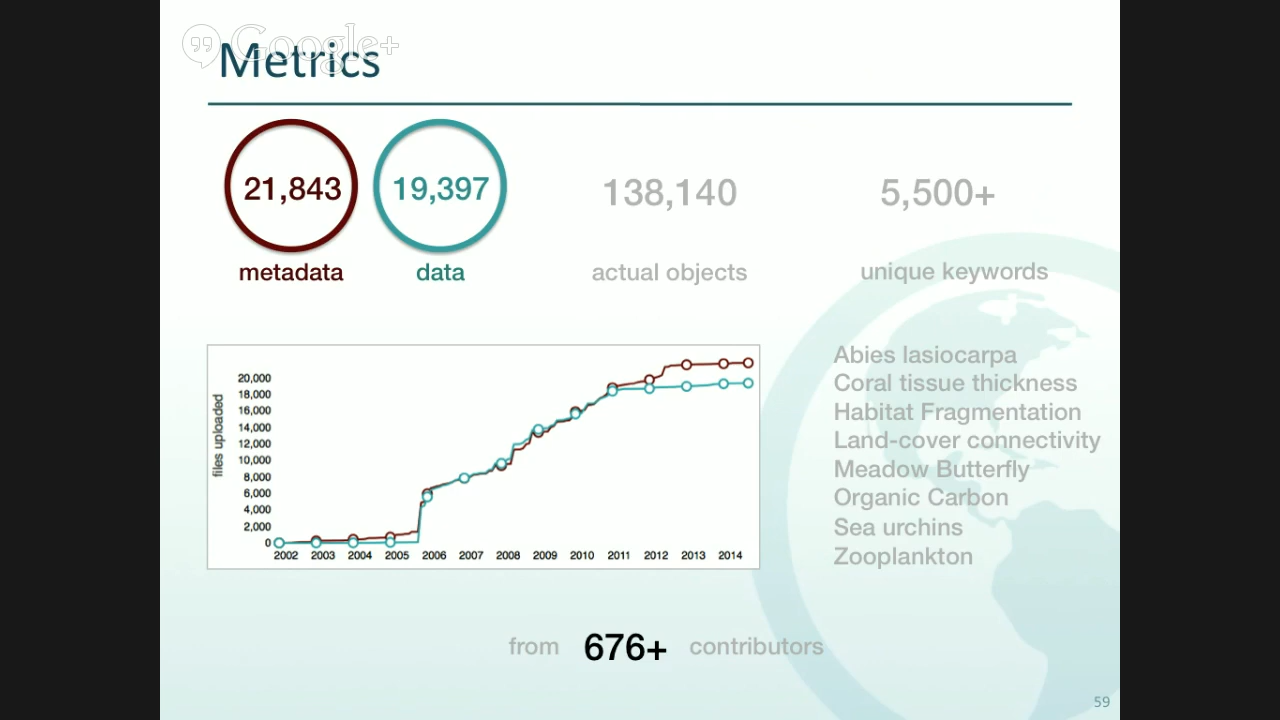 Google+
Metrics
21,843
19,397
138,140
5,500+
metadata
data
actual objects
unique keywords
files uploaded
20,000
18,000
16,000
14,000
12,000
10,000
8,000
6,000
4,000
2,000
0
2002 2003 2004 2005 2006 2007 2008 2009 2010 2011 2012 2013 2014
Abies lasiocarpa
Coral tissue thickness
Habitat Fragmentation
Land-cover connectivity
Meadow Butterfly
Organic Carbon
Sea urchins
Zooplankton
from 676+ contributors
59